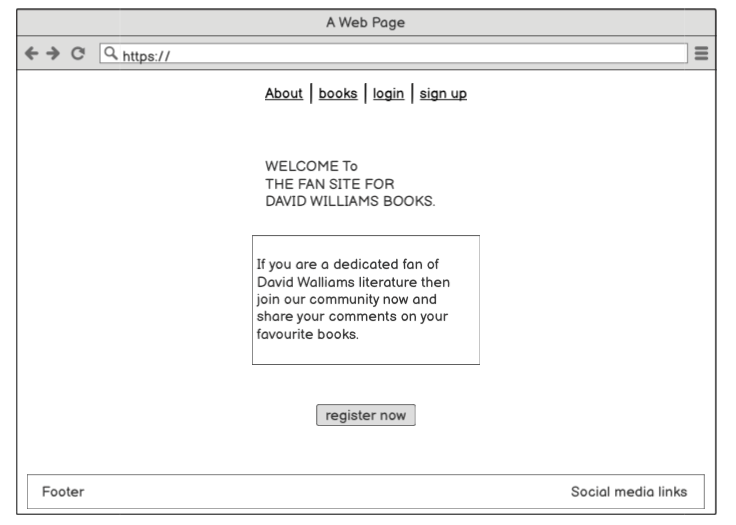 A Web Page
https://
About | books | login | sign up
WELCOME To
THE FAN SITE FOR
DAVID WILLIAMS BOOKS.
If you are a dedicated fan of
David Walliams literature then
join our community now and
share your comments on your
favourite books.
register now
Footer Social media links